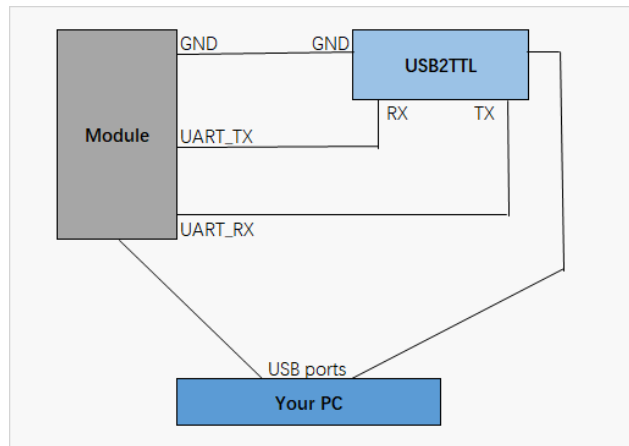 GND GND
USB2TTL
RX TX
Module
UART_TX
UART_RX
USB ports
Your PC